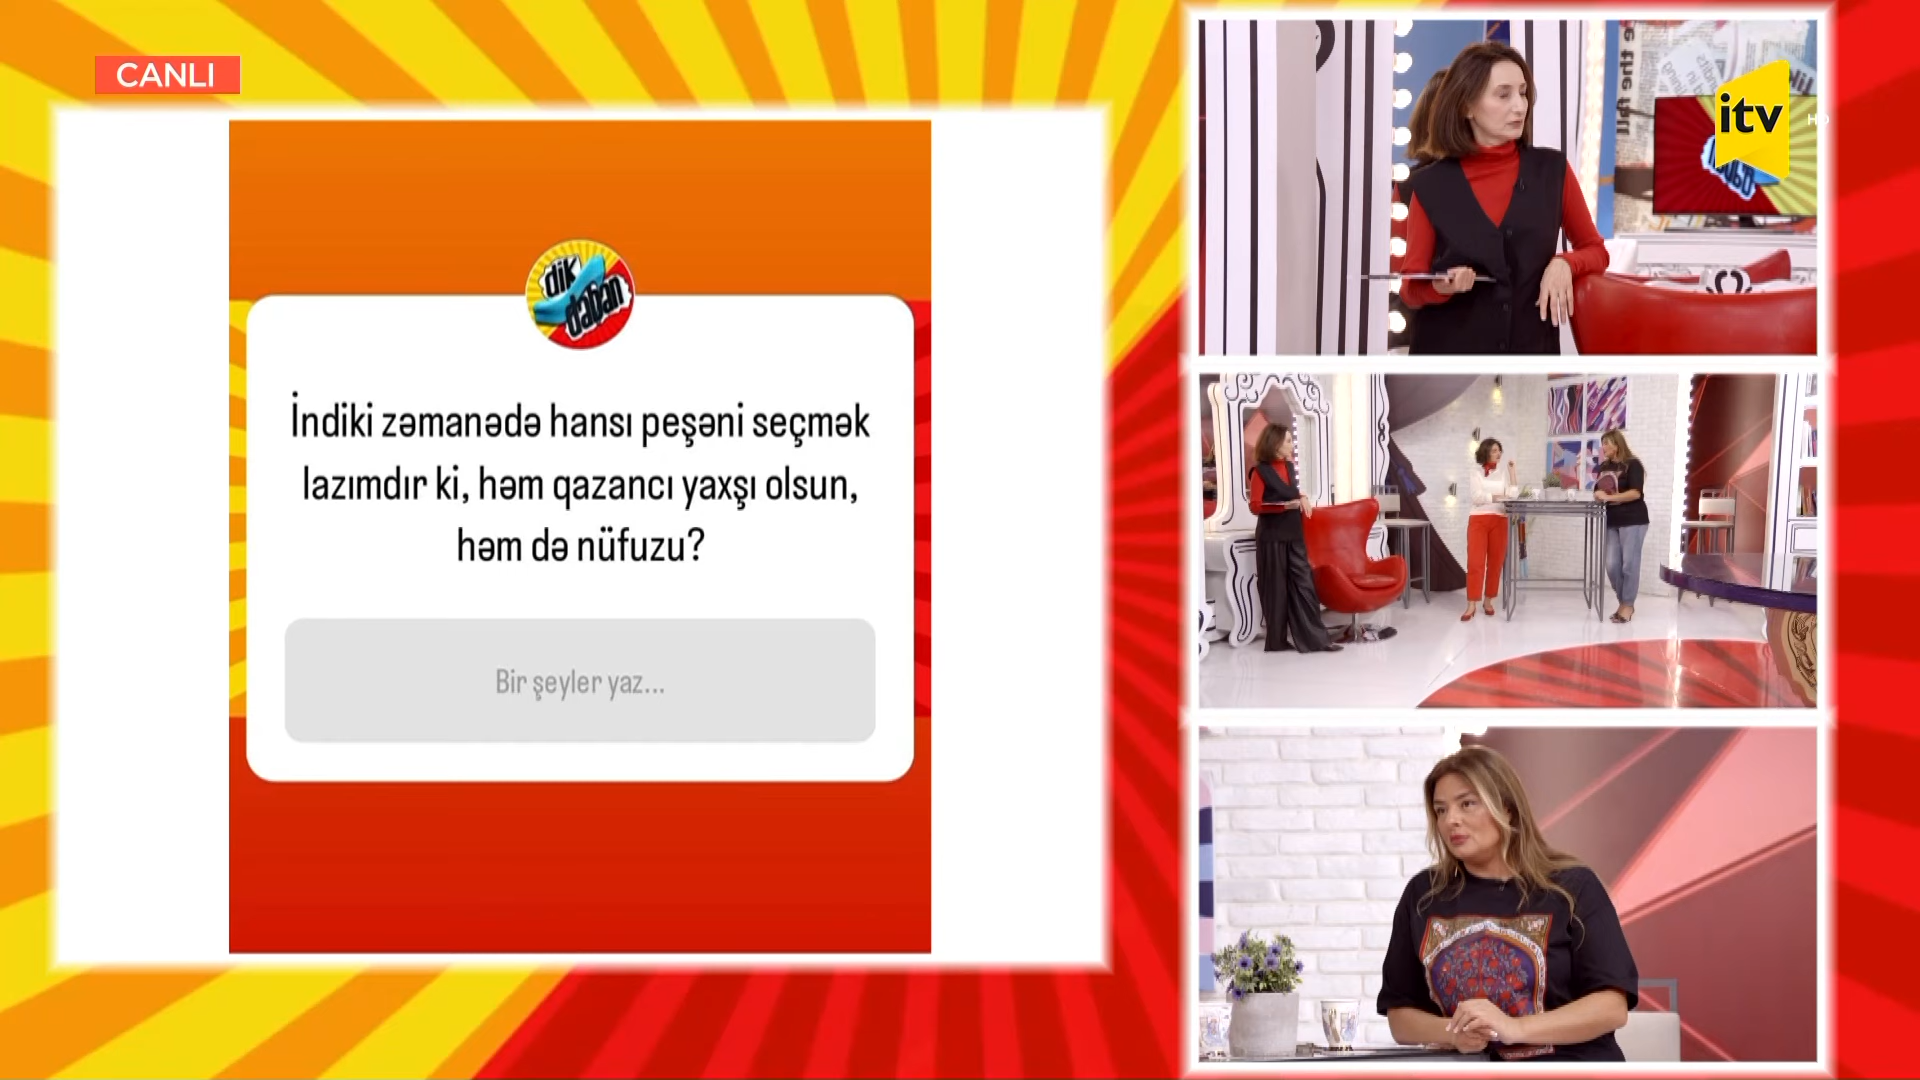 CANLI
dik
daban
İndiki zəmanədə hansı peşəni seçmək
lazımdır ki, həm qazancı yaxşı olsun,
həm də nüfuzu?
Bir şeyler yaz...
itv
HD